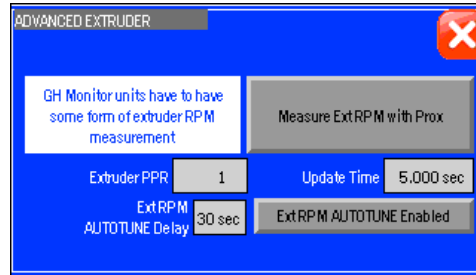 ADVANCED EXTRUDER
GH Monitor units have to have
some form of extruder RPM
measurement
Measure Ext RPM with Prox
Extruder PPR 1
Update Time 5.000 sec
Ext RPM
AUTOTUNE Delay 30 sec
Ext RPM AUTOTUNE Enabled